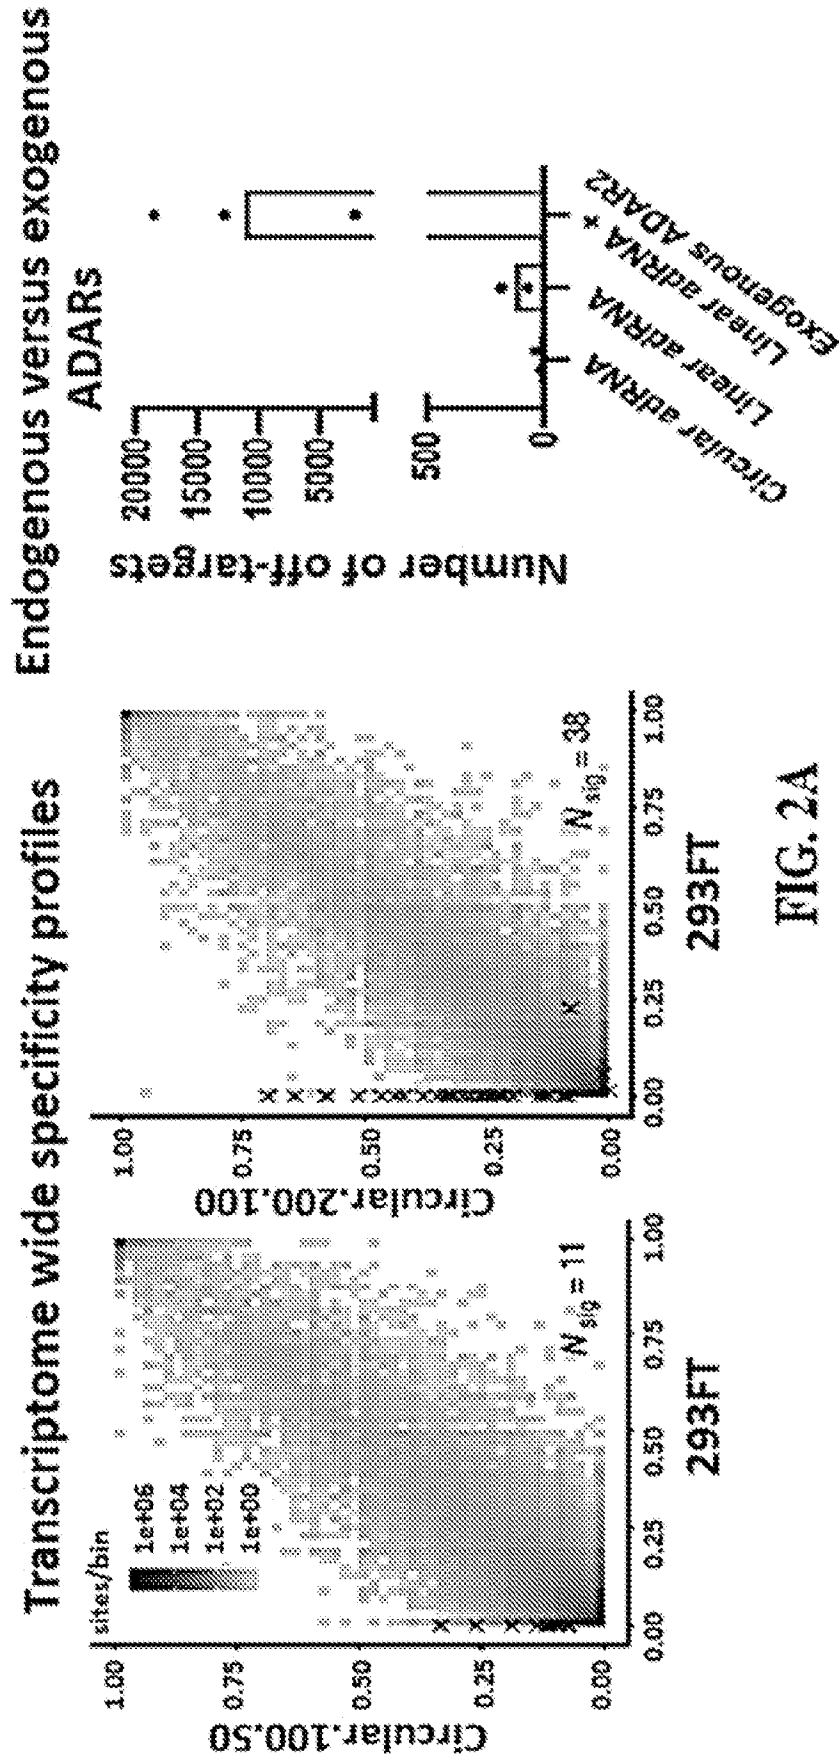 Transcriptome wide specificity profiles
sites/bin
1e+06
1e+04
1e+02
1e+00
Circular.100.50
1.00
0.75
0.50
0.25
0.00
0.00
0.25
0.50
0.75
1.00
Nsig = 11
293FT
Circular.200.100
1.00
0.75
0.50
0.25
0.00
0.00
0.25
0.50
0.75
1.00
Nsig = 38
293FT
Endogenous versus exogenous
ADARs
Number of off-targets
20000
15000
10000
5000
500
0
Circular adRNA
Linear adRNA
Linear adRNA +
Exogenous ADAR2
FIG. 2A